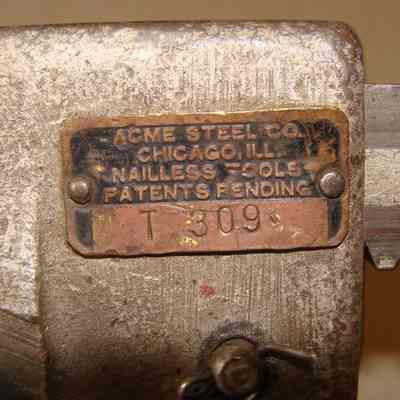 ACME STEEL CO.
CHICAGO, ILL.
NAILLESS TOOLS
PATENTS PENDING
T 309